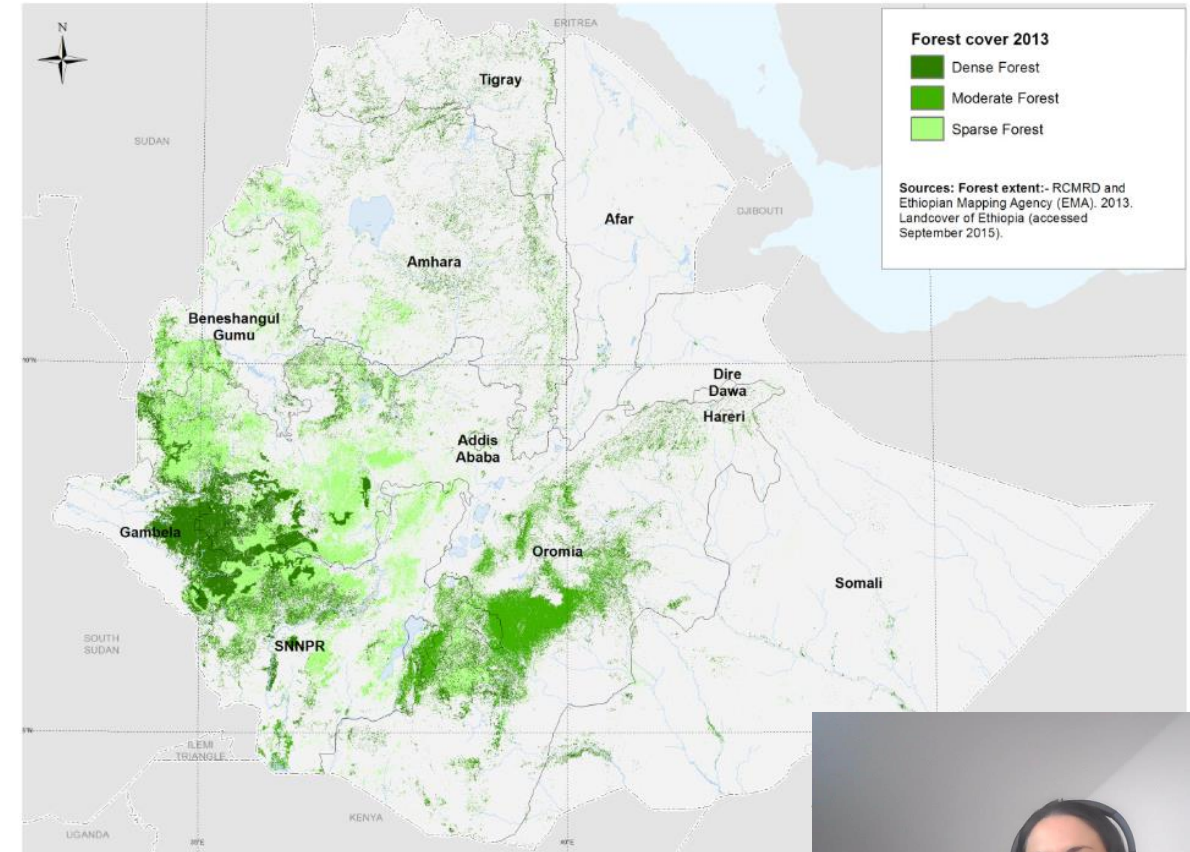 N
ERITREA
Forest cover 2013
Dense Forest
Moderate Forest
Sparse Forest
Tigray
SUDAN
Sources: Forest extent:- RCMRD and
Ethiopian Mapping Agency (EMA). 2013.
Landcover of Ethiopia (accessed
September 2015).
Afar
DJIBOUTI
Amhara
Beneshangul
Gumu
Dire
Dawa
Hareri
Addis
Ababa
Gambela
Oromia
Somali
SOUTH
SUDAN
SNNPR
ILEMI
TRIANGLE
KENYA
UGANDA